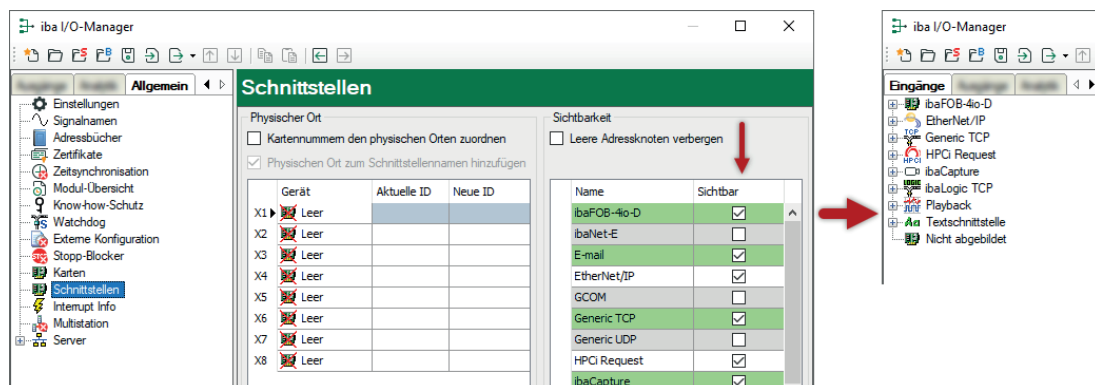 iba I/O-Manager
Allgemein
Einstellungen
Signalnamen
Adressbücher
Zertifikate
Zeitsynchronisation
Modul-Übersicht
Know-how-Schutz
Watchdog
Externe Konfiguration
Stopp-Blocker
Karten
Schnittstellen
Interrupt Info
Multistation
Server
Schnittstellen
Physischer Ort
Kartennummern den physischen Orten zuordnen
Physischen Ort zum Schnittstellennamen hinzufügen
Gerät Aktuelle ID Neue ID
X1 Leer
X2 Leer
X3 Leer
X4 Leer
X5 Leer
X6 Leer
X7 Leer
X8 Leer
Sichtbarkeit
Leere Adressknoten verbergen
Name Sichtbar
ibaFOB-4io-D
ibaNet-E
E-mail
EtherNet/IP
GCOM
Generic TCP
Generic UDP
HPCi Request
ibaCapture
iba I/O-Manager
Eingänge
ibaFOB-4io-D
EtherNet/IP
TCP Generic TCP
HPCI HPCi Request
ibaCapture
LOGIC ibaLogic TCP
Playback
Aa Textschnittstelle
Nicht abgebildet